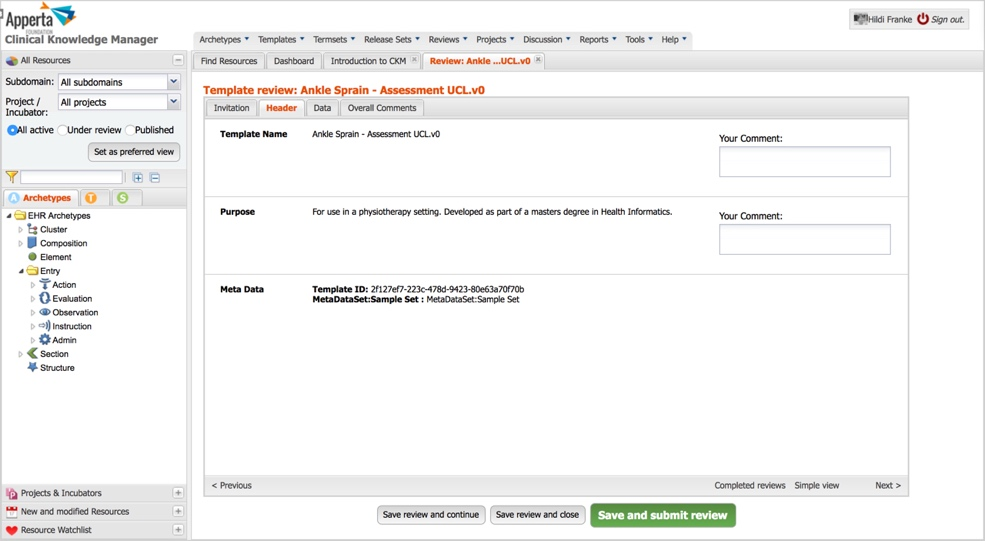 Apperta
FOUNDATION
Clinical Knowledge Manager
Hildi Franke Sign out.
Archetypes Templates Termsets Release Sets Reviews Projects Discussion Reports Tools Help
All Resources
Find Resources Dashboard Introduction to CKM Review: Ankle ...UCL.v0
Subdomain: All subdomains
Project / Incubator: All projects
All active Under review Published
Set as preferred view
A Archetypes T S
EHR Archetypes
Cluster
Composition
Element
Entry
Action
Evaluation
Observation
Instruction
Admin
Section
Structure
Projects & Incubators
New and modified Resources
Resource Watchlist
Template review: Ankle Sprain - Assessment UCL.v0
Invitation Header Data Overall Comments
Template Name Ankle Sprain - Assessment UCL.v0
Your Comment:
Purpose For use in a physiotherapy setting. Developed as part of a masters degree in Health Informatics.
Your Comment:
Meta Data Template ID: 2f127ef7-223c-478d-9423-80e63a70f70b
MetaDataSet:Sample Set : MetaDataSet:Sample Set
< Previous Completed reviews Simple view Next >
Save review and continue Save review and close Save and submit review